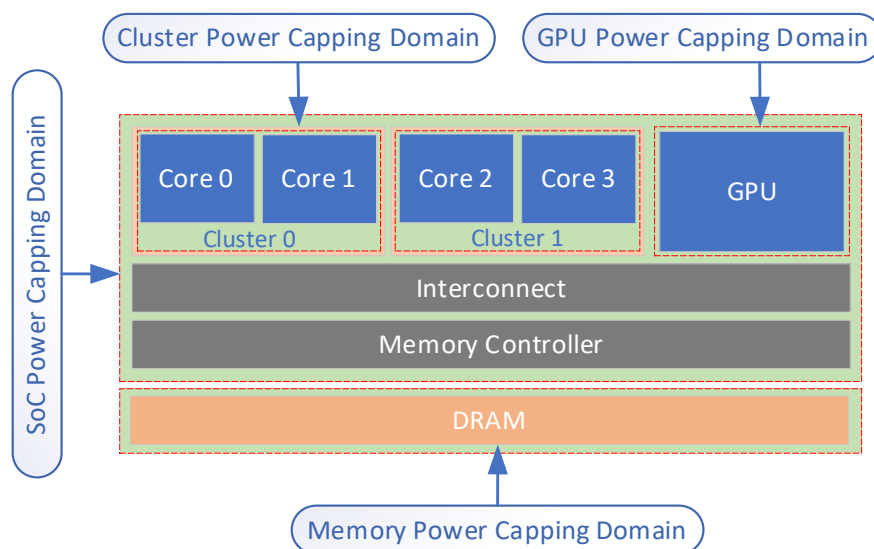 Cluster Power Capping Domain
GPU Power Capping Domain
SoC Power Capping Domain
Core 0
Core 1
Core 2
Core 3
GPU
Cluster 0
Cluster 1
Interconnect
Memory Controller
DRAM
Memory Power Capping Domain